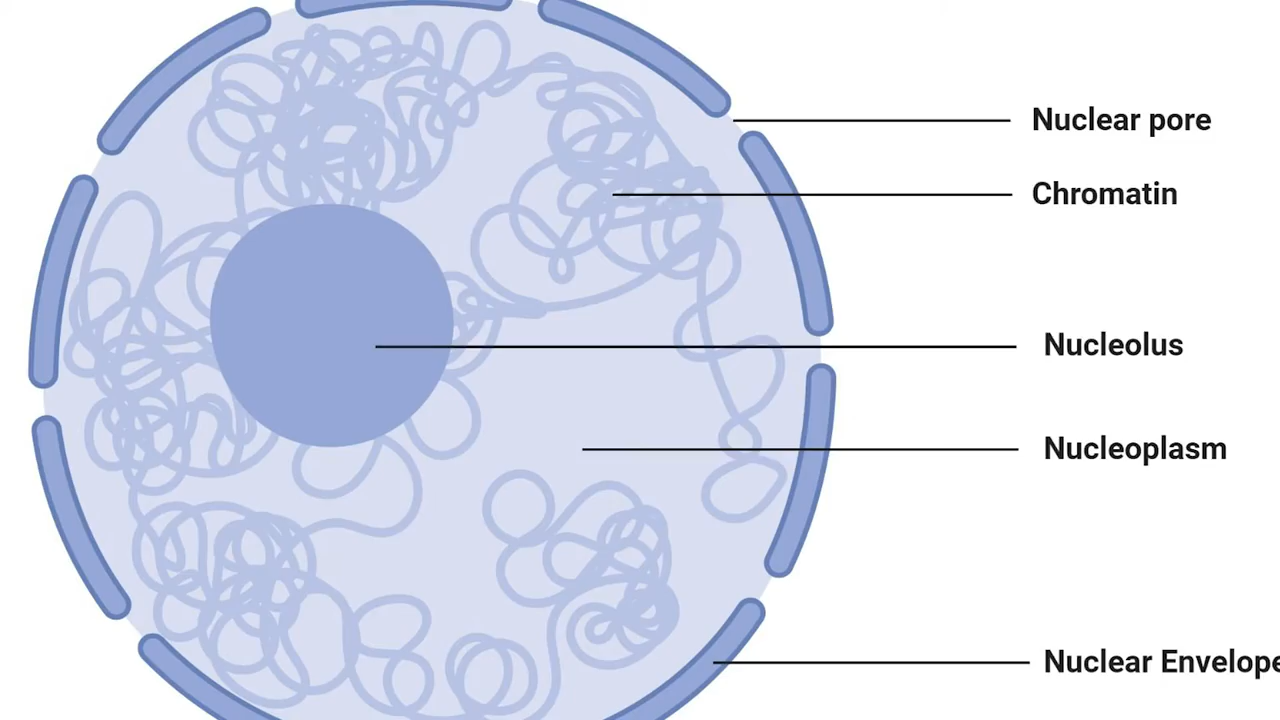 Nuclear pore
Chromatin
Nucleolus
Nucleoplasm
Nuclear Envelope